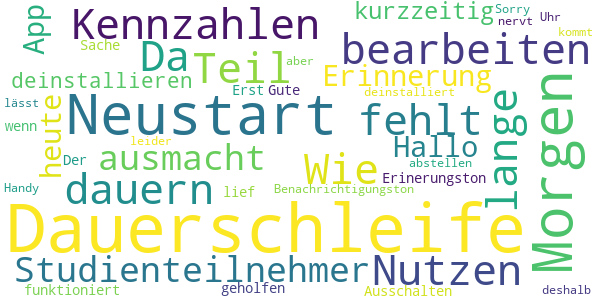 App
Kennzahlen
kurzzeitig
Sorry
nervt
Uhr
kommt
Sache
Da
Teil
aber
bearbeiten
deinstallieren
Erst
Gute
Erinnerung
deinstalliert
lässt
wenn
heute
Neustart
fehlt
lange
Morgen
leider
Der
ausmacht
Wie
Hallo
abstellen
Erinerungston
Handy
dauern
lief
Benachrichtigungston
Dauerschleife
Studienteilnehmer
Nutzen
funktioniert
geholfen
Ausschalten
deshalb